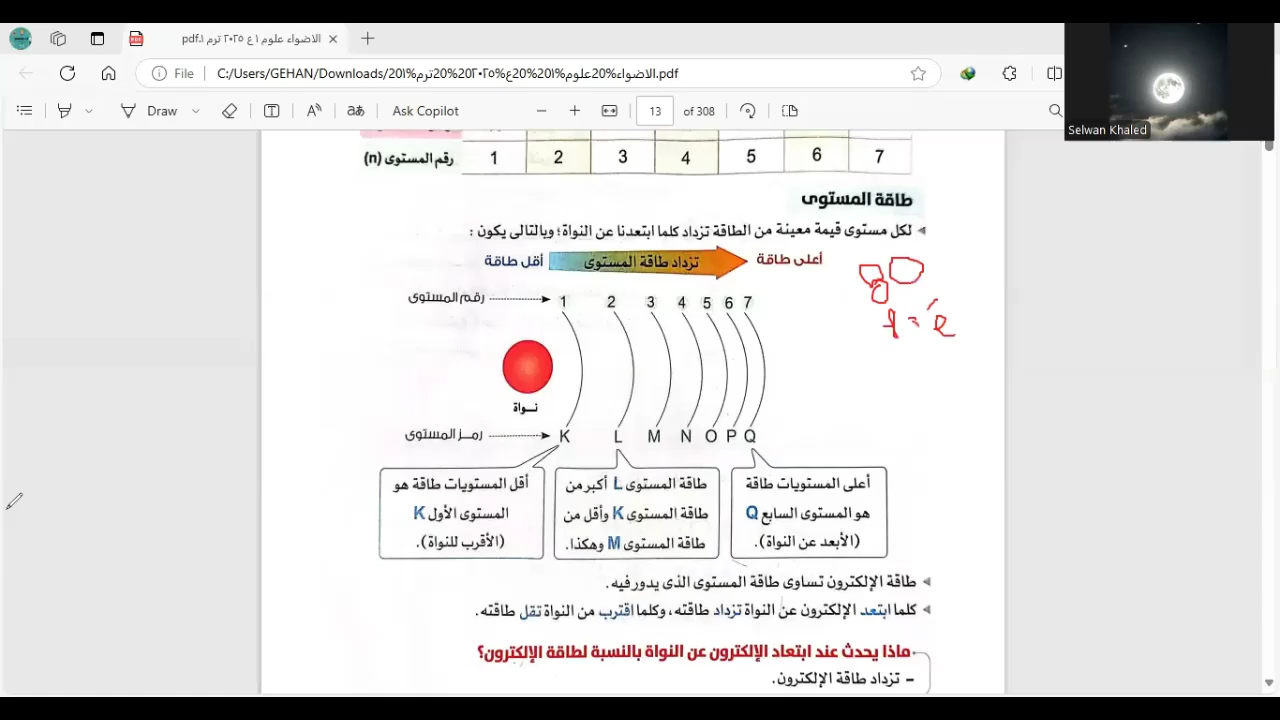 الاضواء علوم ١ ع ٢٠٢٥ ترم ١.pdf
File C:/Users/GEHAN/Downloads/الاضواء%20علوم%201%20ع%20٢٠٢٥%20ترم%201.pdf
Draw
Ask Copilot
13 of 308
Selwan Khaled
رقم المستوى (n) 1 2 3 4 5 6 7
طاقة المستوى
لكل مستوى قيمة معينة من الطاقة تزداد كلما ابتعدنا عن النواة؛ وبالتالى يكون :
أعلى طاقة تزداد طاقة المستوى أقل طاقة
رقم المستوى 1 2 3 4 5 6 7
نـواة
رمـز المستوى K L M N O P Q
أعلى المستويات طاقة
هو المستوى السابع Q
(الأبعد عن النواة).
طاقة المستوى L أكبر من
طاقة المستوى K وأقل من
طاقة المستوى M وهكذا.
أقل المستويات طاقة هو
المستوى الأول K
(الأقرب للنواة).
طاقة الإلكترون تساوى طاقة المستوى الذى يدور فيه.
كلما ابتعد الإلكترون عن النواة تزداد طاقته، وكلما اقترب من النواة تقل طاقته.
ماذا يحدث عند ابتعاد الإلكترون عن النواة بالنسبة لطاقة الإلكترون؟
- تزداد طاقة الإلكترون.